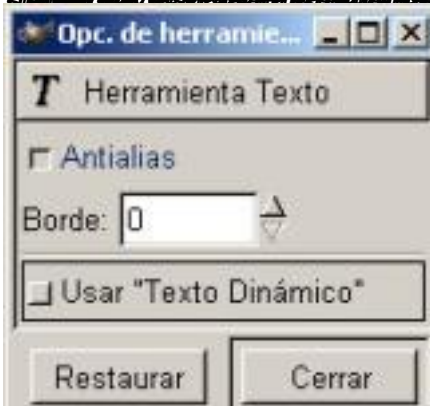 Opc. de herramie...
T Herramienta Texto
Antialias
Borde: 0
Usar "Texto Dinámico"
Restaurar Cerrar